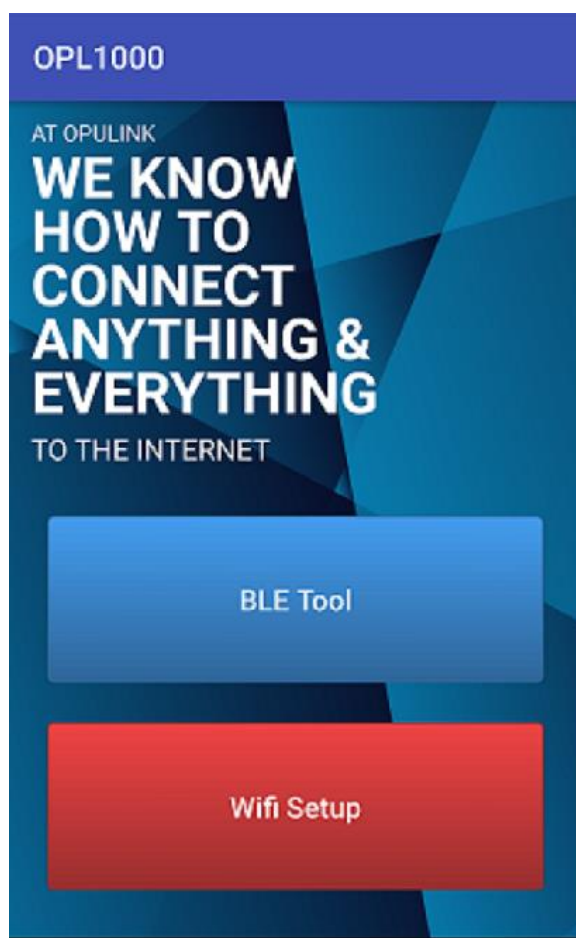 OPL1000
AT OPULINK
WE KNOW
HOW TO
CONNECT
ANYTHING &
EVERYTHING
TO THE INTERNET
BLE Tool
Wifi Setup